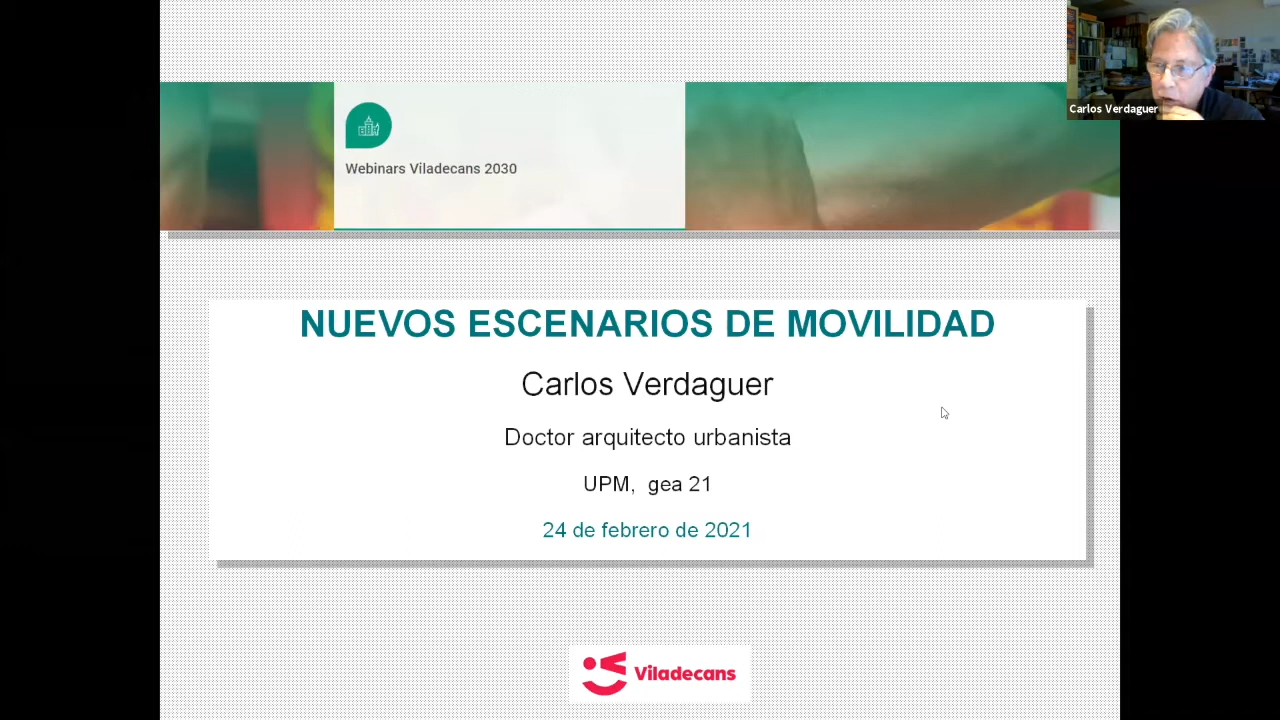 Carlos Verdaguer
Webinars Viladecans 2030
NUEVOS ESCENARIOS DE MOVILIDAD
Carlos Verdaguer
Doctor arquitecto urbanista
UPM, gea 21
24 de febrero de 2021
Viladecans